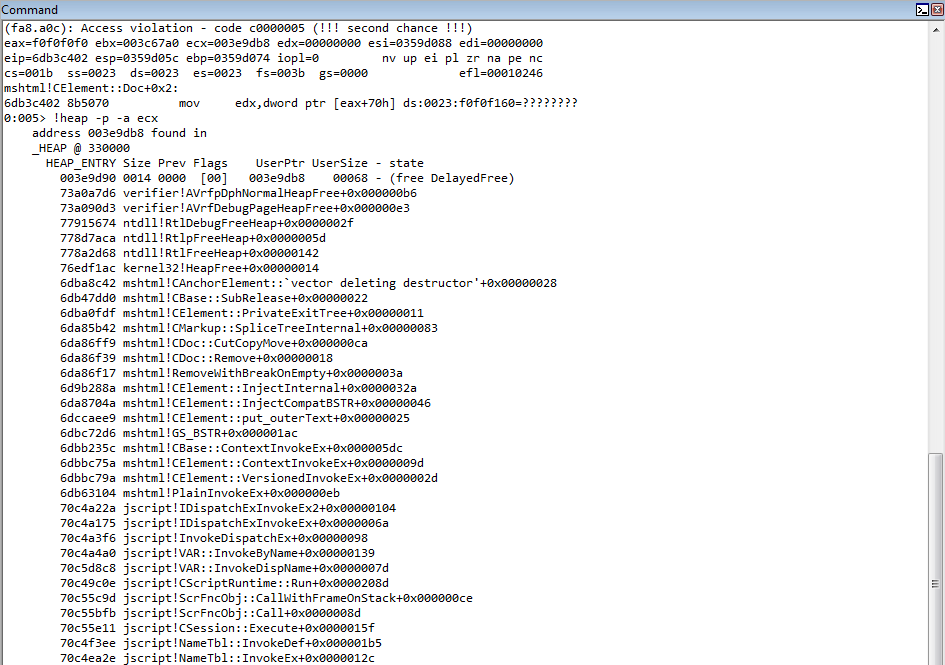 Command
(fa8.a0c): Access violation - code c0000005 (!!! second chance !!!)
eax=f0f0f0f0 ebx=003c67a0 ecx=003e9db8 edx=00000000 esi=0359d088 edi=00000000
eip=6db3c402 esp=0359d05c ebp=0359d074 iopl=0         nv up ei pl zr na pe nc
cs=001b  ss=0023  ds=0023  es=0023  fs=003b  gs=0000             efl=00010246
mshtml!CElement::Doc+0x2:
6db3c402 8b5070          mov     edx,dword ptr [eax+70h] ds:0023:f0f0f160=????????
0:005> !heap -p -a ecx
    address 003e9db8 found in
    _HEAP @ 330000
      HEAP_ENTRY Size Prev Flags    UserPtr UserSize - state
        003e9d90 0014 0000  [00]   003e9db8    00068 - (free DelayedFree)
        73a0a7d6 verifier!AVrfpDphNormalHeapFree+0x000000b6
        73a090d3 verifier!AVrfDebugPageHeapFree+0x000000e3
        77915674 ntdll!RtlDebugFreeHeap+0x0000002f
        778d7aca ntdll!RtlpFreeHeap+0x0000005d
        778a2d68 ntdll!RtlFreeHeap+0x00000142
        76edf1ac kernel32!HeapFree+0x00000014
        6dba8c42 mshtml!CAnchorElement::`vector deleting destructor'+0x00000028
        6db47dd0 mshtml!CBase::SubRelease+0x00000022
        6dba0fdf mshtml!CElement::PrivateExitTree+0x00000011
        6da85b42 mshtml!CMarkup::SpliceTreeInternal+0x00000083
        6da86ff9 mshtml!CDoc::CutCopyMove+0x000000ca
        6da86f39 mshtml!CDoc::Remove+0x00000018
        6da86f17 mshtml!RemoveWithBreakOnEmpty+0x0000003a
        6d9b288a mshtml!CElement::InjectInternal+0x0000032a
        6da8704a mshtml!CElement::InjectCompatBSTR+0x00000046
        6dccaee9 mshtml!CElement::put_outerText+0x00000025
        6dbc72d6 mshtml!GS_BSTR+0x000001ac
        6dbb235c mshtml!CBase::ContextInvokeEx+0x000005dc
        6dbbc75a mshtml!CElement::ContextInvokeEx+0x0000009d
        6dbbc79a mshtml!CElement::VersionedInvokeEx+0x0000002d
        6db63104 mshtml!PlainInvokeEx+0x000000eb
        70c4a22a jscript!IDispatchExInvokeEx2+0x00000104
        70c4a175 jscript!IDispatchExInvokeEx+0x0000006a
        70c4a3f6 jscript!InvokeDispatchEx+0x00000098
        70c4a4a0 jscript!VAR::InvokeByName+0x00000139
        70c5d8c8 jscript!VAR::InvokeDispName+0x0000007d
        70c49c0e jscript!CScriptRuntime::Run+0x0000208d
        70c55c9d jscript!ScrFncObj::CallWithFrameOnStack+0x000000ce
        70c55bfb jscript!ScrFncObj::Call+0x0000008d
        70c55e11 jscript!CSession::Execute+0x0000015f
        70c4f3ee jscript!NameTbl::InvokeDef+0x000001b5
        70c4ea2e jscript!NameTbl::InvokeEx+0x0000012c